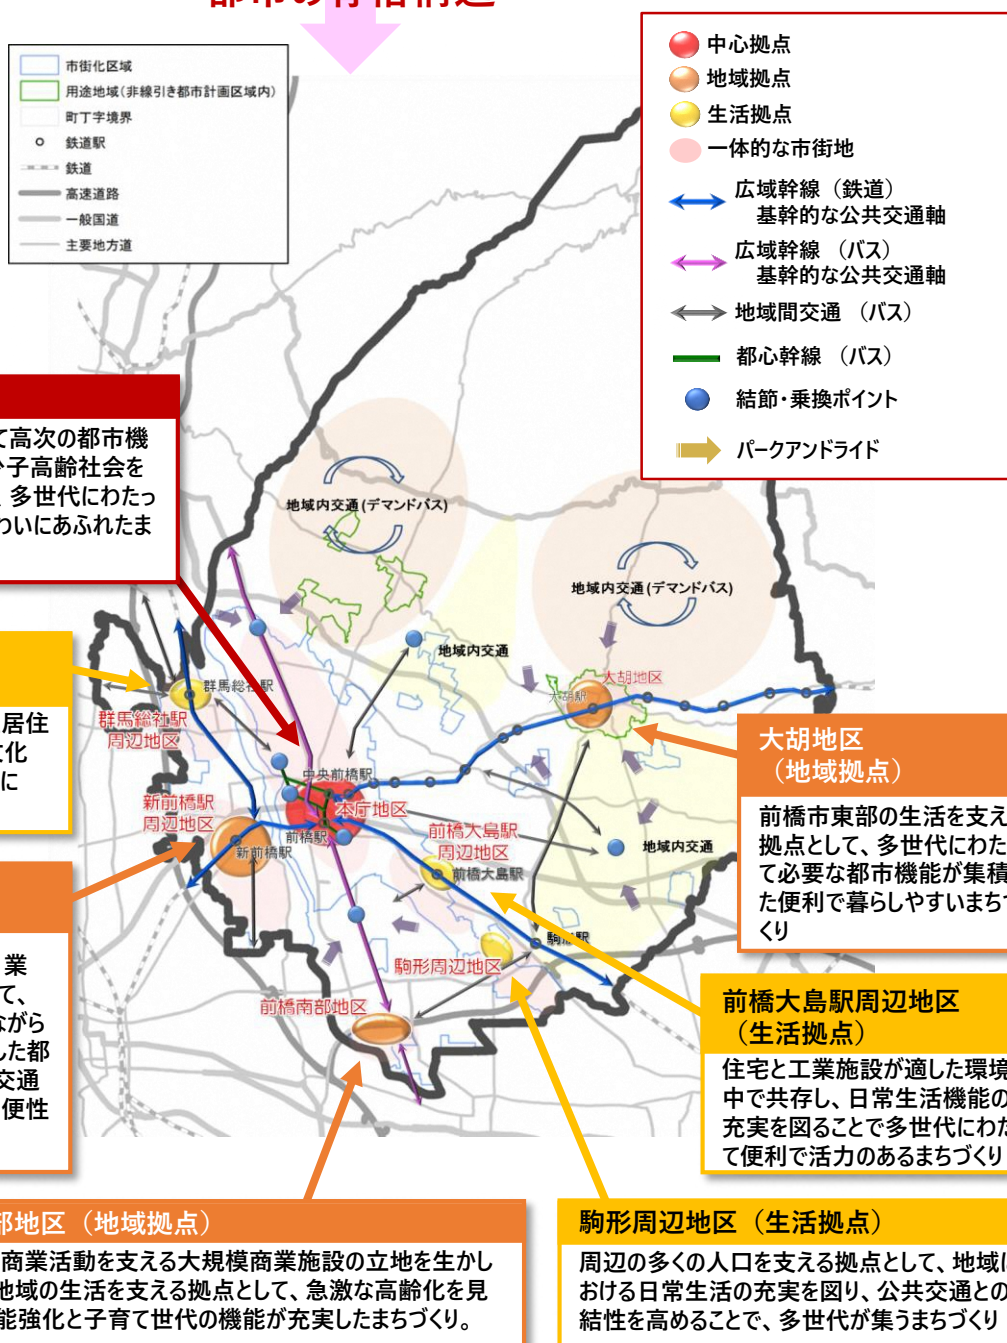 都市の骨格構造
市街化区域
用途地域(非線引き都市計画区域内)
町丁字境界
鉄道駅
鉄道
高速道路
一般国道
主要地方道
中心拠点
地域拠点
生活拠点
一体的な市街地
広域幹線（鉄道）
基幹的な公共交通軸
広域幹線（バス）
基幹的な公共交通軸
地域間交通（バス）
都心幹線（バス）
結節・乗換ポイント
パークアンドライド
て高次の都市機
少子高齢社会を
、多世代にわたっ
わいにあふれたま
地域内交通(デマンドバス)
地域内交通(デマンドバス)
地域内交通
群馬総社駅
群馬総社駅
周辺地区
大胡地区
大胡駅
居住
文化
に
中央前橋駅
本庁地区
前橋駅
新前橋駅
周辺地区
新前橋駅
前橋大島駅
周辺地区
前橋大島駅
地域内交通
駒形駅
駒形周辺地区
前橋南部地区
大胡地区
（地域拠点）
前橋市東部の生活を支え
拠点として、多世代にわた
て必要な都市機能が集積
た便利で暮らしやすいまち
くり
業
て、
ながら
した都
交通
便性
前橋大島駅周辺地区
（生活拠点）
住宅と工業施設が適した環境
中で共存し、日常生活機能の
充実を図ることで多世代にわた
て便利で活力のあるまちづくり
部地区（地域拠点）
商業活動を支える大規模商業施設の立地を生かし
地域の生活を支える拠点として、急激な高齢化を見
能強化と子育て世代の機能が充実したまちづくり。
駒形周辺地区（生活拠点）
周辺の多くの人口を支える拠点として、地域に
おける日常生活の充実を図り、公共交通との
結性を高めることで、多世代が集うまちづくり